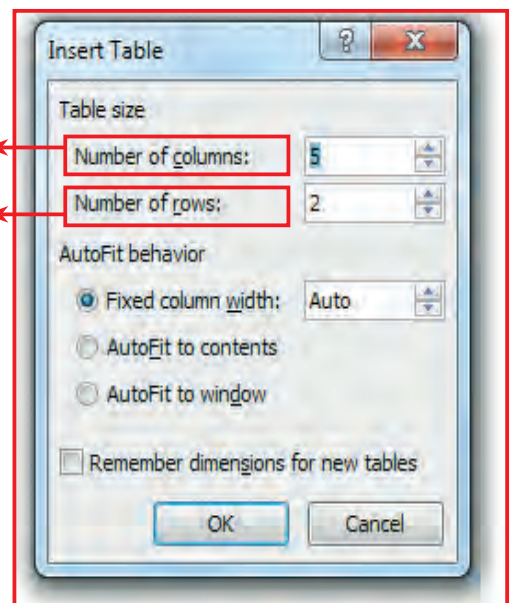 Insert Table
Table size
Number of columns: 5
Number of rows: 2
AutoFit behavior
Fixed column width: Auto
AutoFit to contents
AutoFit to window
Remember dimensions for new tables
OK Cancel